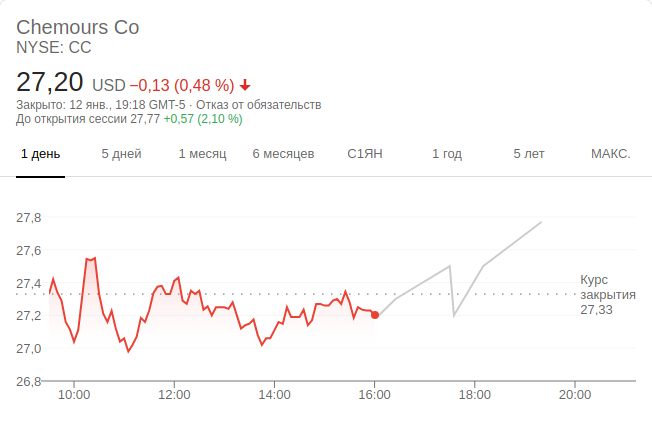 Chemours Co
NYSE: CC
27,20 USD −0,13 (0,48 %)
Закрыто: 12 янв., 19:18 GMT-5 · Отказ от обязательств
До открытия сессии 27,77 +0,57 (2,10 %)
1 день 5 дней 1 месяц 6 месяцев С1ЯН 1 год 5 лет МАКС.
27,8
27,6
27,4
27,2
27,0
26,8
Курс
закрытия
27,33
10:00 12:00 14:00 16:00 18:00 20:00